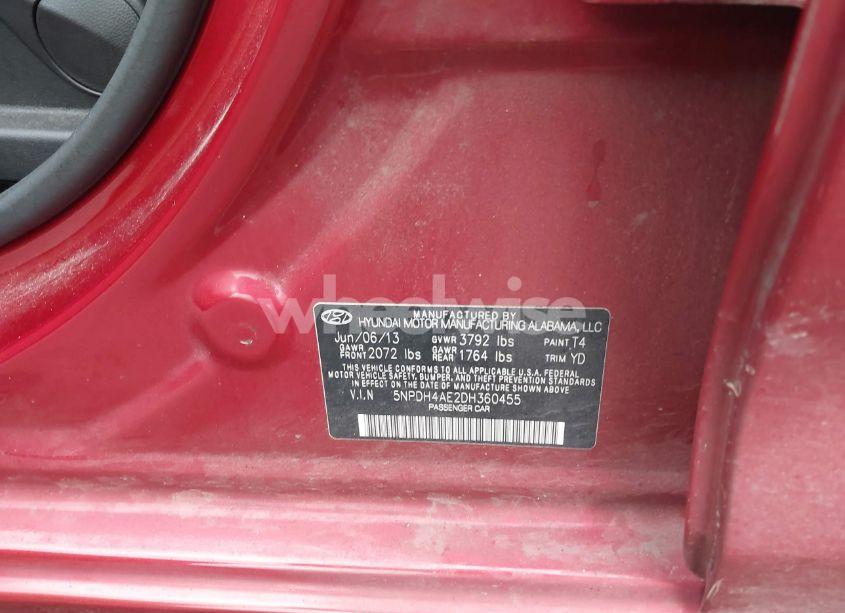 wheelwise
MANUFACTURED BY
HYUNDAI MOTOR MANUFACTURING ALABAMA, LLC
Jun/06/13 GVWR 3792 lbs PAINT T4
GAWR FRONT 2072 lbs GAWR REAR 1764 lbs TRIM YD
THIS VEHICLE CONFORMS TO ALL APPLICABLE U.S.A. FEDERAL
MOTOR VEHICLE SAFETY, BUMPER, AND THEFT PREVENTION STANDARDS
IN EFFECT ON THE DATE OF MANUFACTURE SHOWN ABOVE.
V.I.N 5NPDH4AE2DH360455
PASSENGER CAR